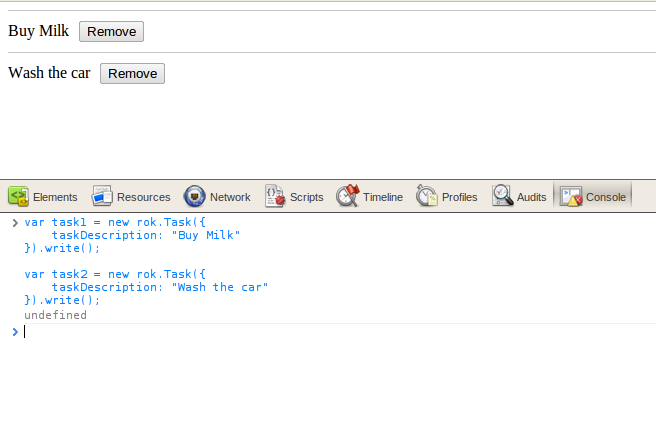 Buy Milk Remove
Wash the car Remove
Elements Resources Network Scripts Timeline Profiles Audits Console
> var task1 = new rok.Task({
    taskDescription: "Buy Milk"
}).write();
var task2 = new rok.Task({
    taskDescription: "Wash the car"
}).write();
undefined
>